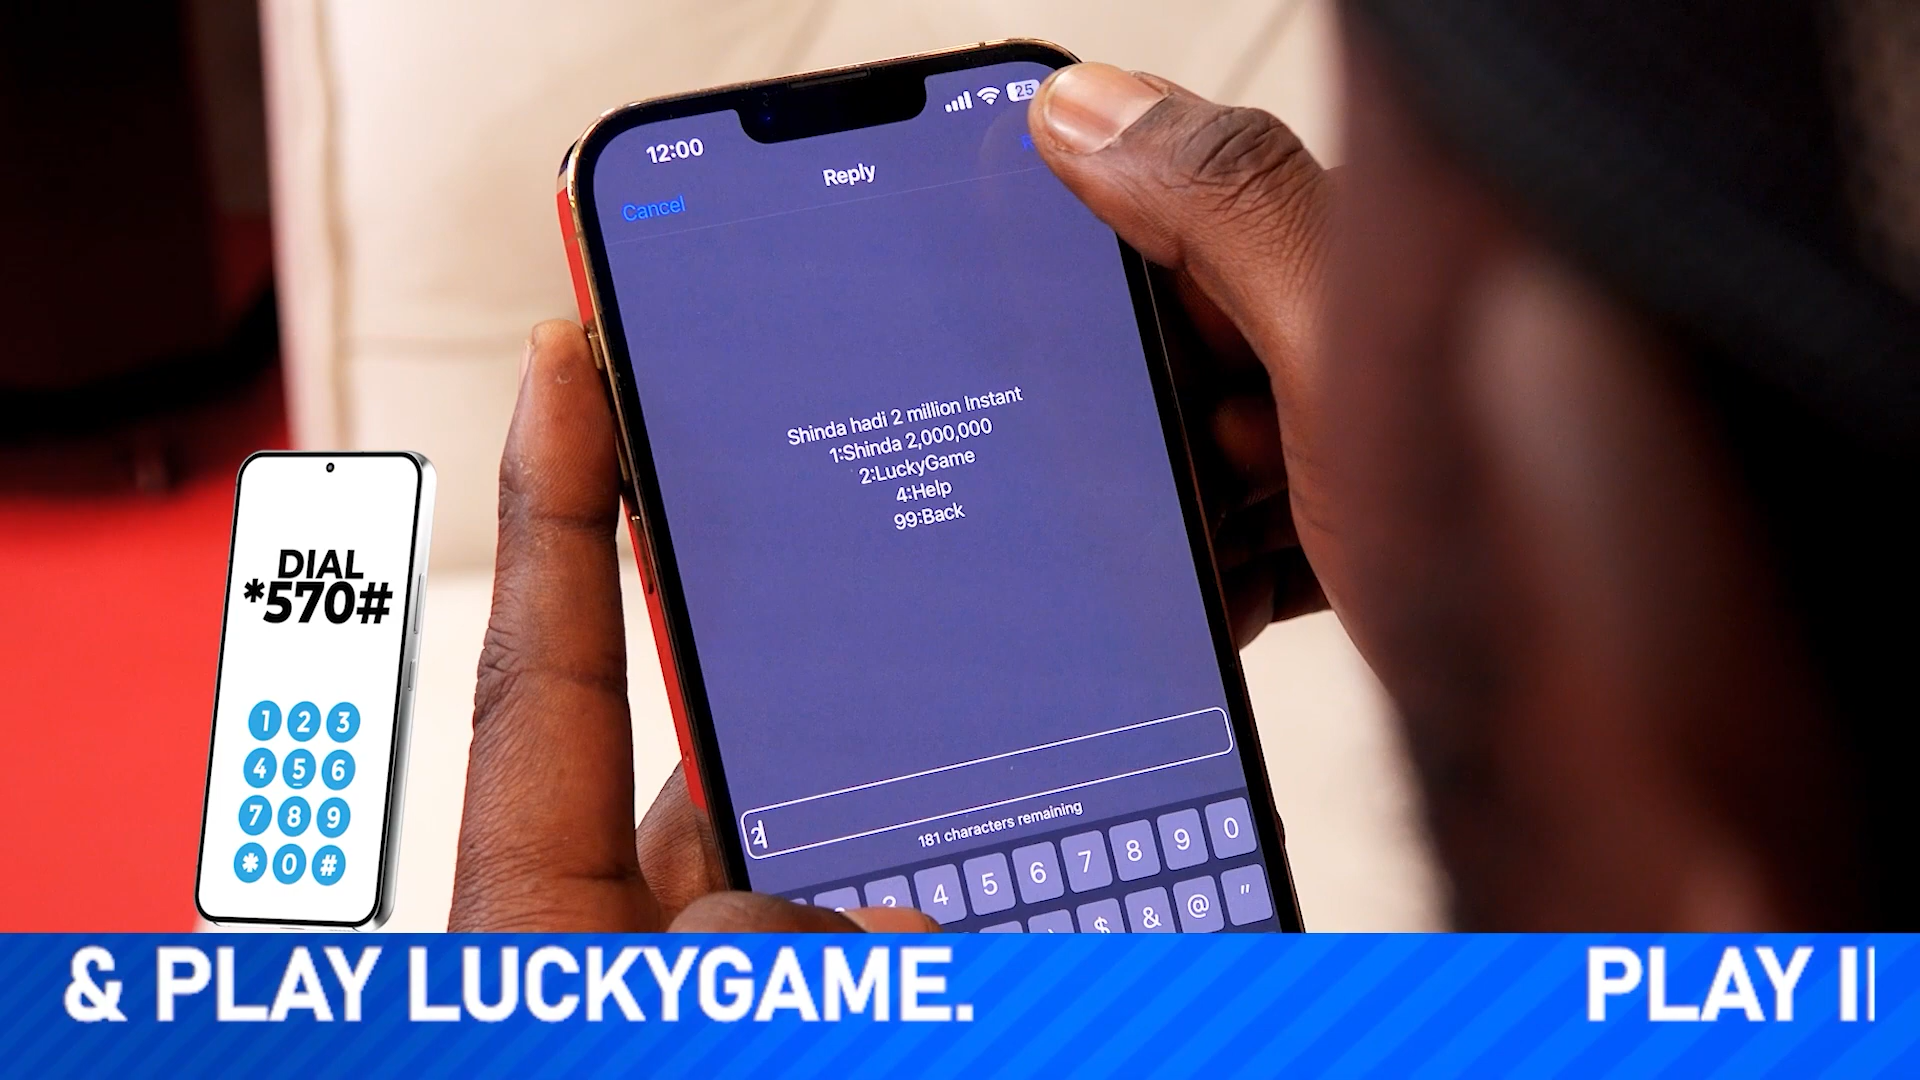 12:00
25
Cancel
Reply
Shinda hadi 2 million Instant
1:Shinda 2,000,000
2:LuckyGame
4:Help
99:Back
2
181 characters remaining
3 4 5 6 7 8 9 0
$ & @ "
DIAL
*570#
1 2 3
4 5 6
7 8 9
* 0 #
& PLAY LUCKYGAME.
PLAY